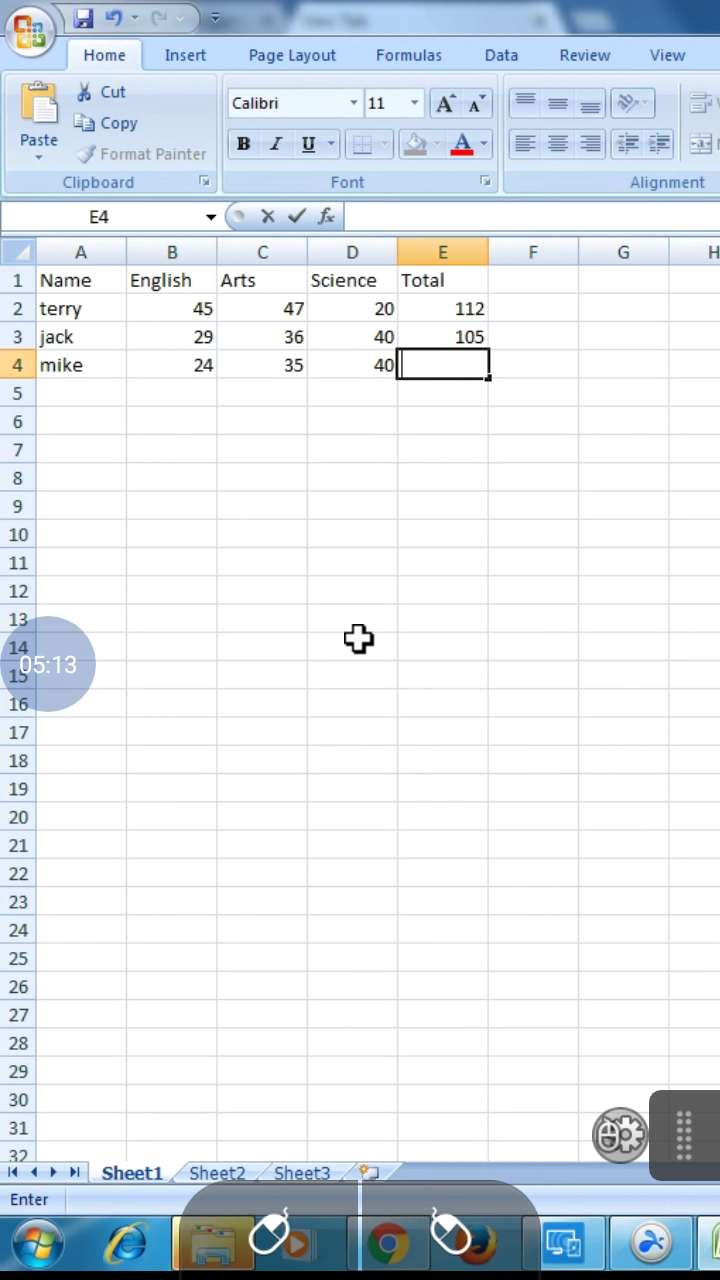 Home Insert Page Layout Formulas Data Review View
Paste
Cut
Copy
Format Painter
Calibri 11
B I U A
Clipboard Font Alignment
E4 fx
A B C D E F G H
1 Name English Arts Science Total
2 terry 45 47 20 112
3 jack 29 36 40 105
4 mike 24 35 40
5
6
7
8
9
10
11
12
13
14
05:13
15
16
17
18
19
20
21
22
23
24
25
26
27
28
29
30
31
32
Sheet1 Sheet2 Sheet3
Enter